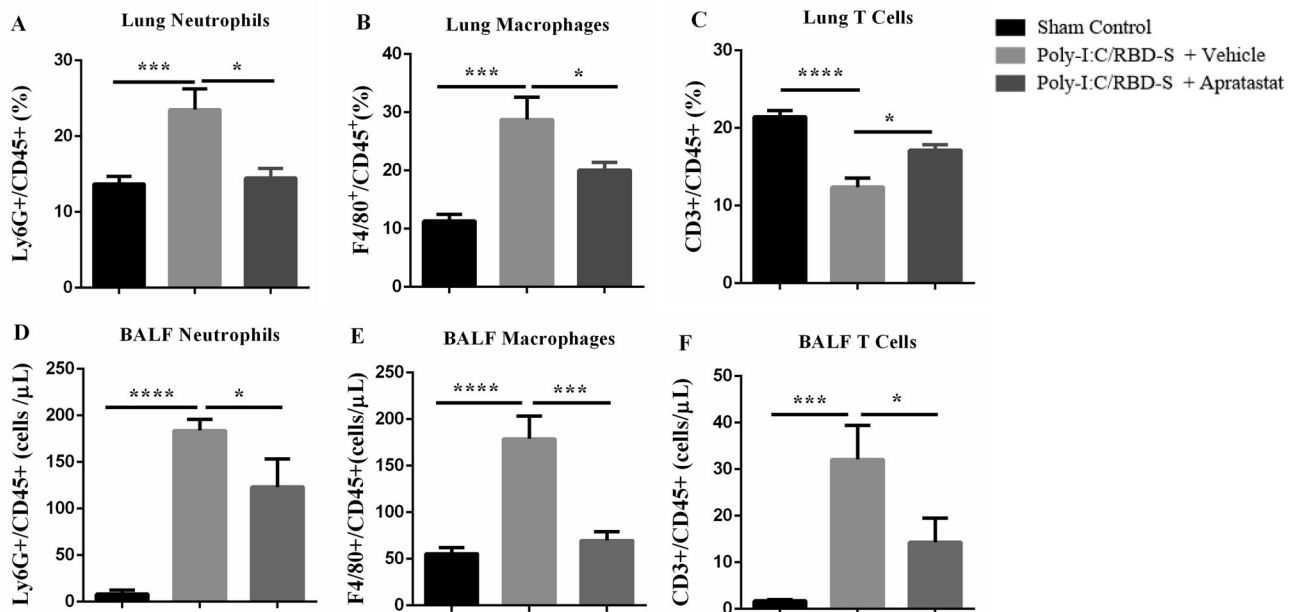 A
Lung Neutrophils
***
*
Ly6G+/CD45+ (%)
30
20
10
0
B
Lung Macrophages
***
*
F4/80⁺/CD45⁺(%)
40
30
20
10
0
C
Lung T Cells
****
*
CD3+/CD45+ (%)
30
20
10
0
Sham Control
Poly-I:C/RBD-S + Vehicle
Poly-I:C/RBD-S + Apratastat
D
BALF Neutrophils
****
*
Ly6G+/CD45+ (cells /μL)
250
200
150
100
50
0
E
BALF Macrophages
****
***
F4/80+/CD45+(cells/μL)
250
200
150
100
50
0
F
BALF T Cells
***
*
CD3+/CD45+ (cells/μL)
50
40
30
20
10
0